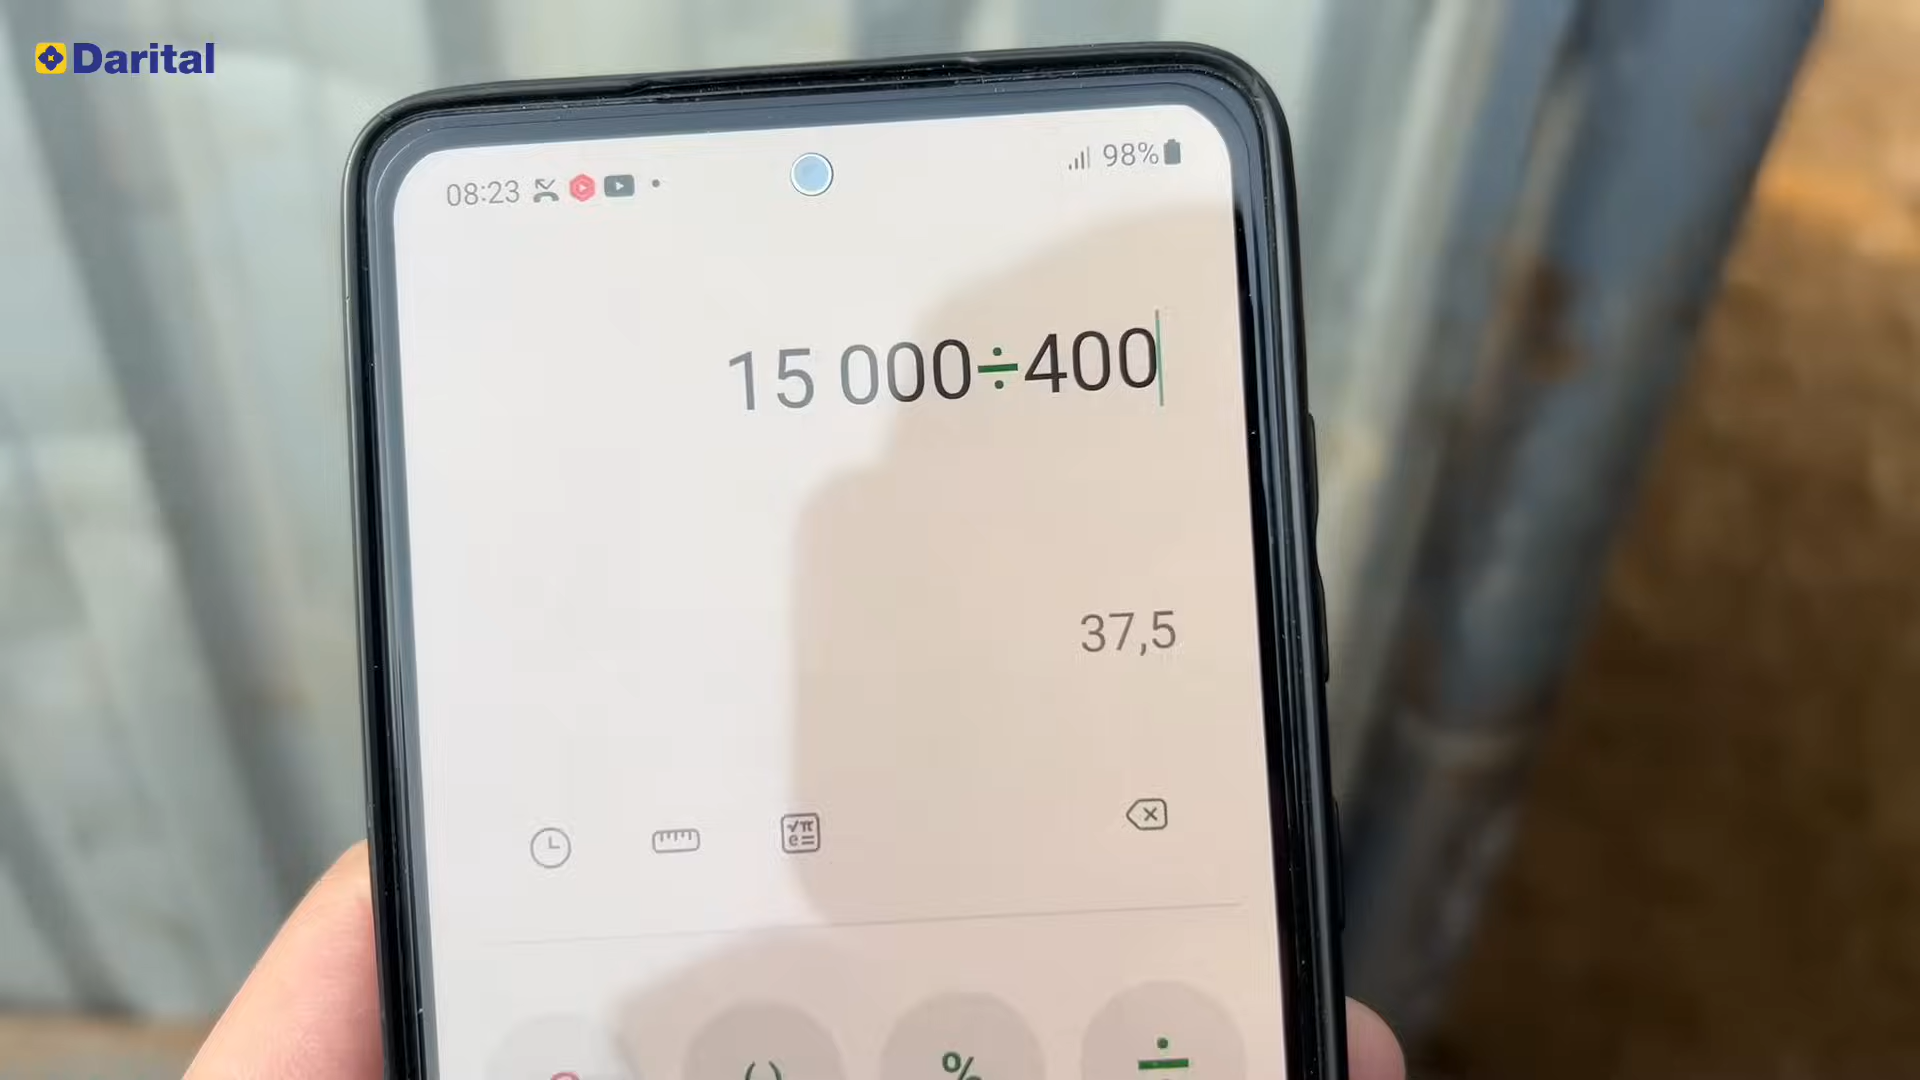 Darital
08:23
98%
15 000÷400
37,5
√π
e=
( )
%
÷